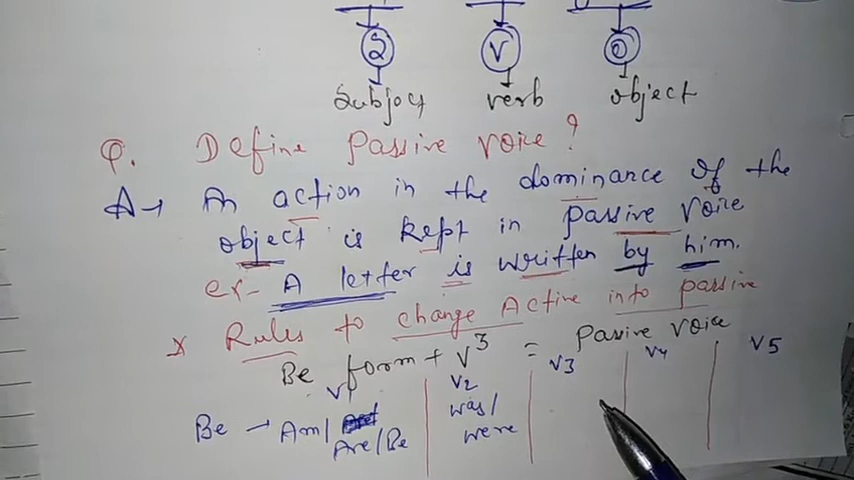 S V O
Subject verb object
Q. Define Passive Voice ?
A→ An action in the dominance of the
object is kept in passive Voice
ex- A letter is written by him.
* Rules to change Active into passive
Be form + V3 = Passive Voice
V1 V2 V3 V4 V5
Be → Am/ Are/Be was/ were